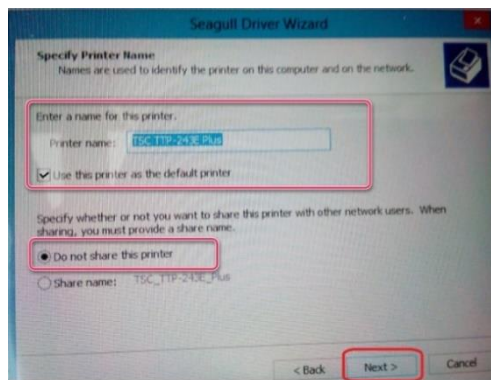 Seagull Driver Wizard
Specify Printer Name
Names are used to identify the printer on this computer and on the network.
Enter a name for this printer.
Printer name: TSC TTP-243E Plus
Use this printer as the default printer
Specify whether or not you want to share this printer with other network users. When
sharing, you must provide a share name.
Do not share this printer
Share name: TSC_TTP-243E_Plus
< Back Next > Cancel